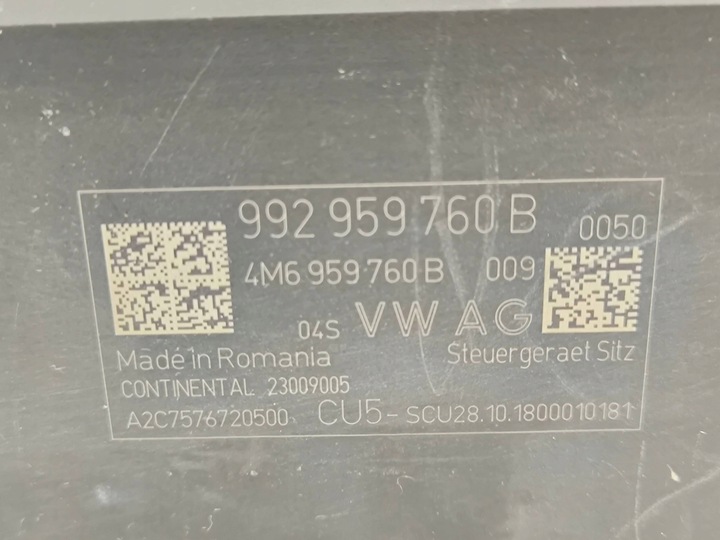 992 959 760 B 0050
4M6 959 760 B 009
04S VW AG
Made in Romania Steuergeraet Sitz
CONTINENTAL 23009005
A2C7576720500 CU5-SCU28.10.1800010181